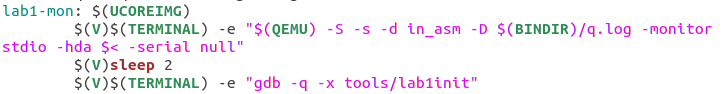 lab1-mon: $(UCOREIMG)
$(V)$(TERMINAL) -e "$(QEMU) -S -s -d in_asm -D $(BINDIR)/q.log -monitor
stdio -hda $< -serial null"
$(V)sleep 2
$(V)$(TERMINAL) -e "gdb -q -x tools/lab1init"